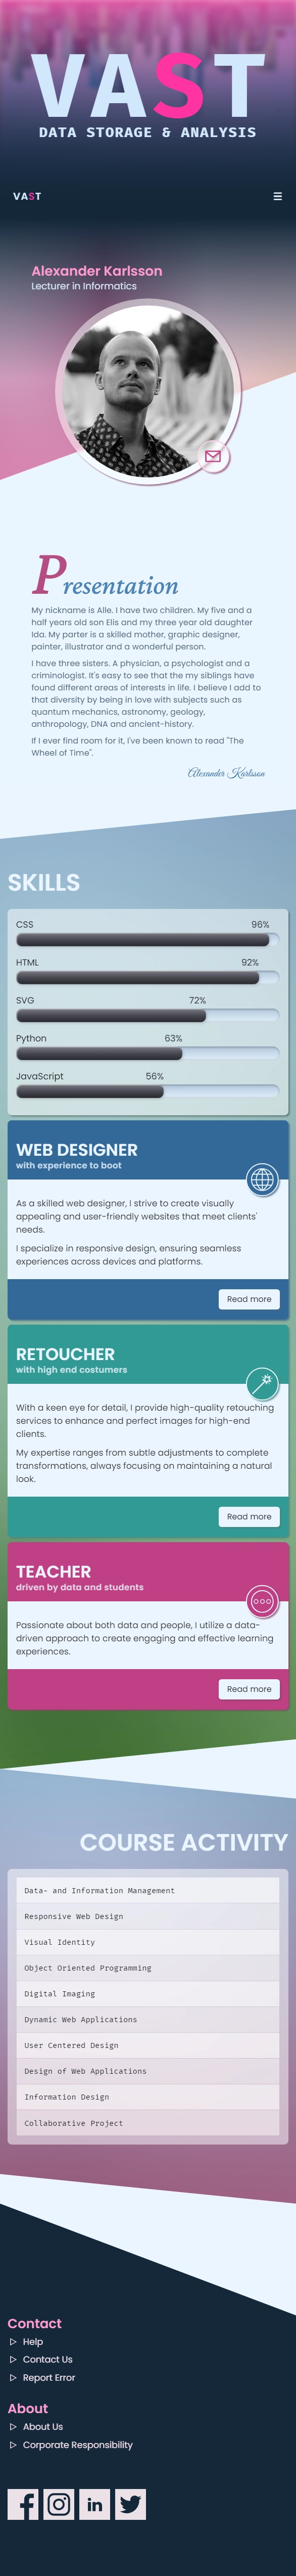 VAST
DATA STORAGE & ANALYSIS
VAST
Alexander Karlsson
Lecturer in Informatics
Presentation
My nickname is Alle. I have two children. My five and a
half years old son Elis and my three year old daughter
Ida. My parter is a skilled mother, graphic designer,
painter, illustrator and a wonderful person.
I have three sisters. A physician, a psychologist and a
criminologist. It's easy to see that the my siblings have
found different areas of interests in life. I believe I add to
that diversity by being in love with subjects such as
quantum mechanics, astronomy, geology,
anthropology, DNA and ancient-history.
If I ever find room for it, I've been known to read "The
Wheel of Time".
Alexander Karlsson
SKILLS
CSS 96%
HTML 92%
SVG 72%
Python 63%
JavaScript 56%
WEB DESIGNER
with experience to boot
As a skilled web designer, I strive to create visually
appealing and user-friendly websites that meet clients'
needs.
I specialize in responsive design, ensuring seamless
experiences across devices and platforms.
Read more
RETOUCHER
with high end costumers
With a keen eye for detail, I provide high-quality retouching
services to enhance and perfect images for high-end
clients.
My expertise ranges from subtle adjustments to complete
transformations, always focusing on maintaining a natural
look.
Read more
TEACHER
driven by data and students
Passionate about both data and people, I utilize a data-
driven approach to create engaging and effective learning
experiences.
Read more
COURSE ACTIVITY
Data- and Information Management
Responsive Web Design
Visual Identity
Object Oriented Programming
Digital Imaging
Dynamic Web Applications
User Centered Design
Design of Web Applications
Information Design
Collaborative Project
Contact
Help
Contact Us
Report Error
About
About Us
Corporate Responsibility